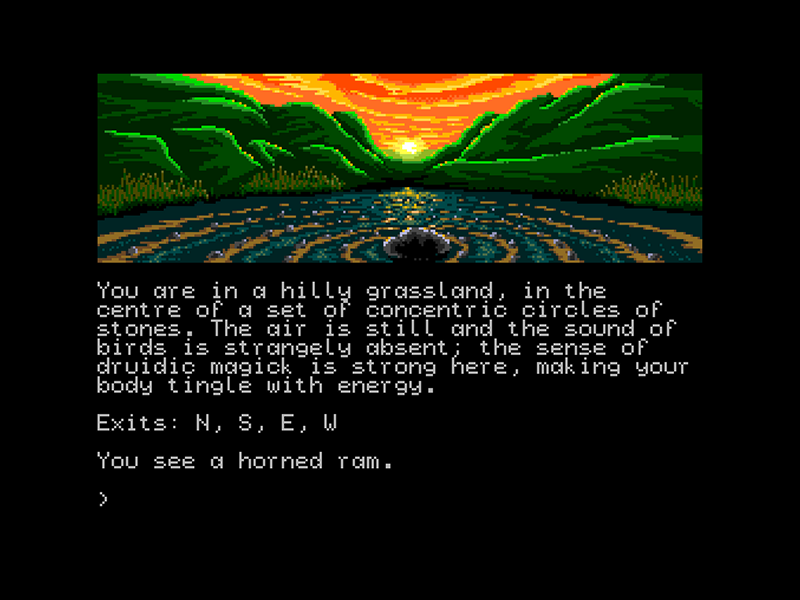 You are in a hilly grassland, in the
centre of a set of concentric circles of
stones. The air is still and the sound of
birds is strangely absent; the sense of
druidic magick is strong here, making your
body tingle with energy.
Exits: N, S, E, W
You see a horned ram.
>